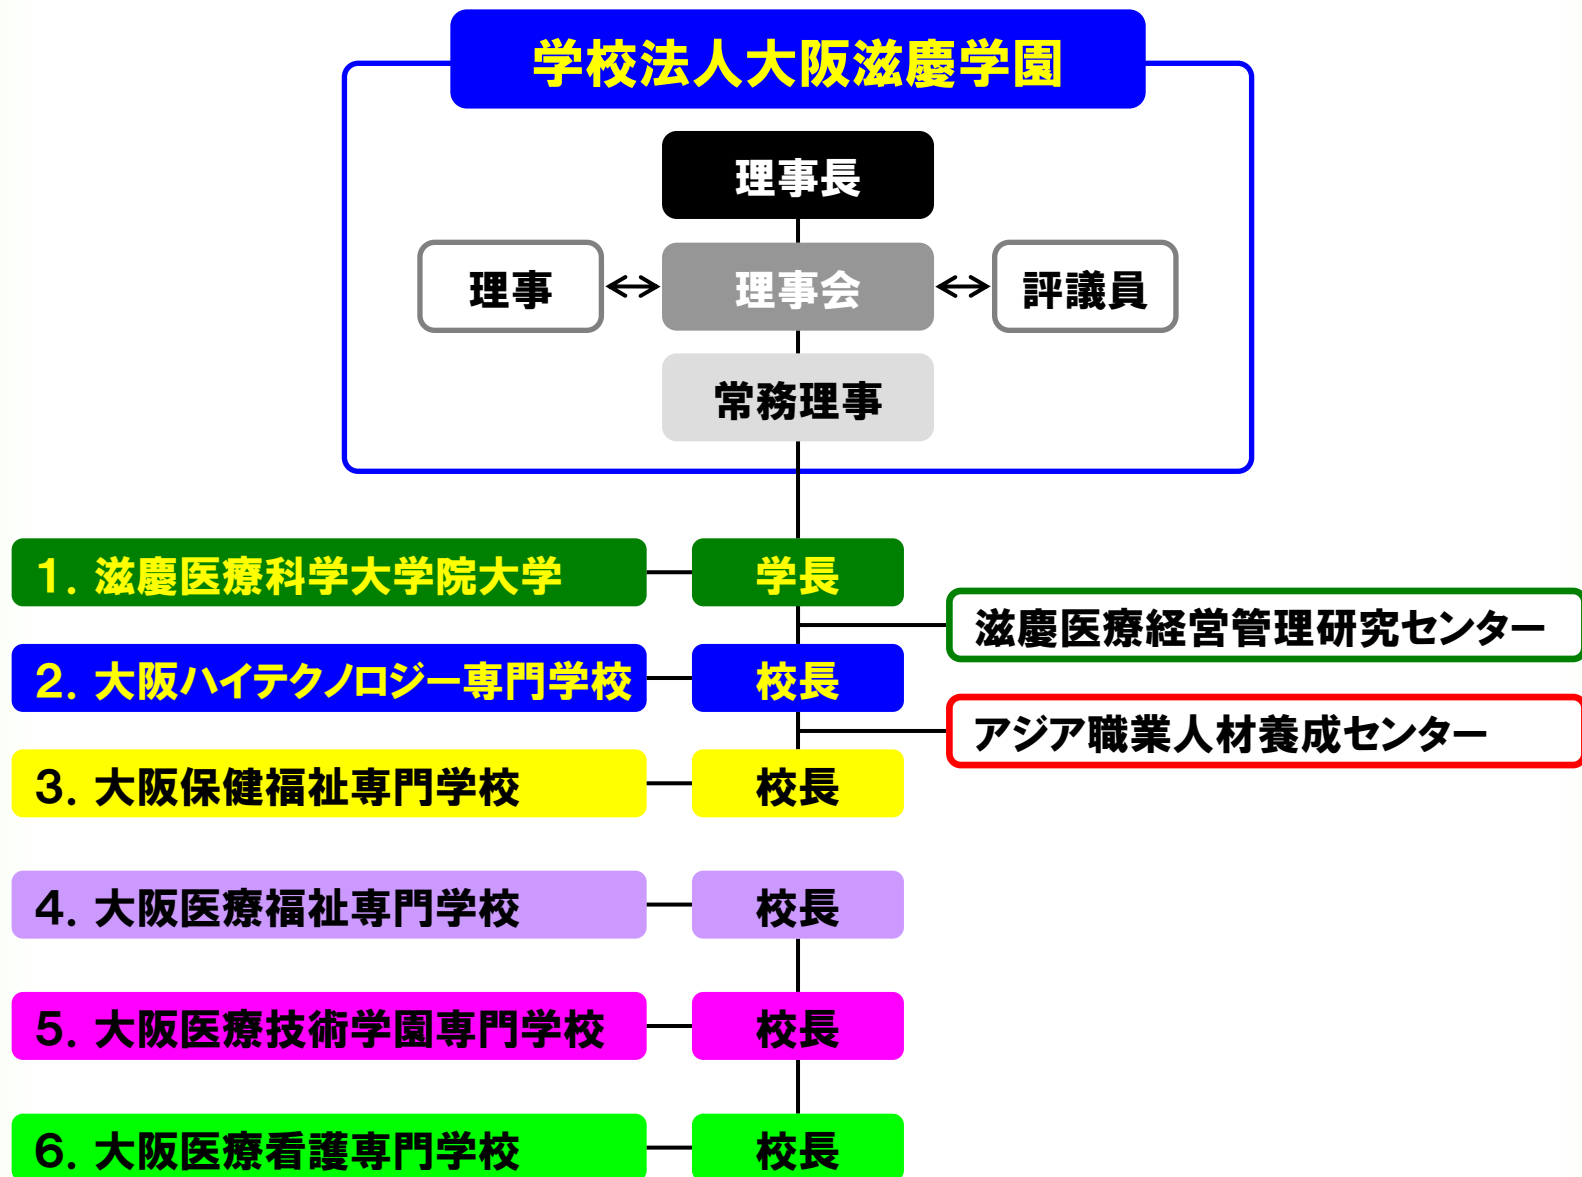 学校法人大阪滋慶学園
理事長
理事
理事会
評議員
常務理事
1. 滋慶医療科学大学院大学
学長
滋慶医療経営管理研究センター
2. 大阪ハイテクノロジー専門学校
校長
アジア職業人材養成センター
3. 大阪保健福祉専門学校
校長
4. 大阪医療福祉専門学校
校長
5. 大阪医療技術学園専門学校
校長
6. 大阪医療看護専門学校
校長